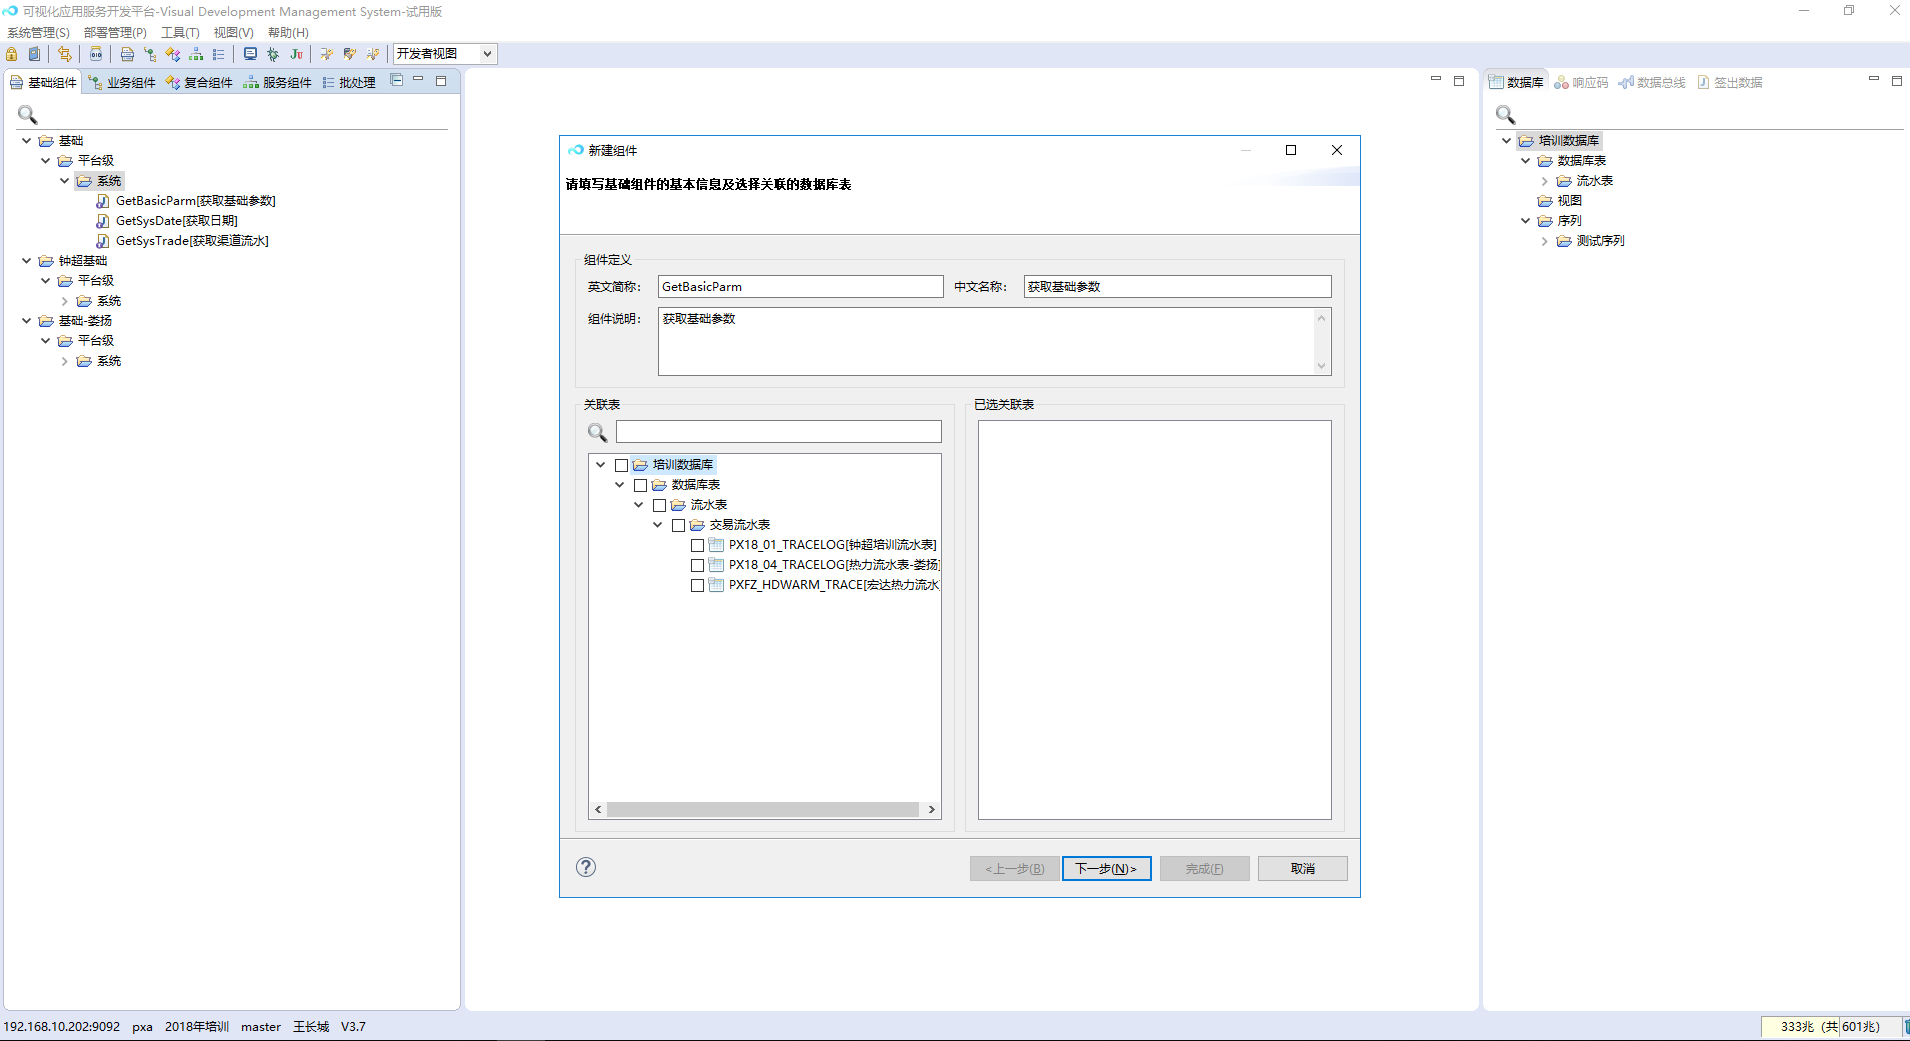 可视化应用服务开发平台-Visual Development Management System-试用版
系统管理(S) 部署管理(P) 工具(T) 视图(V) 帮助(H)
010 Ju 开发者视图
基础组件 业务组件 复合组件 服务组件 批处理
基础
平台级
系统
GetBasicParm[获取基础参数]
GetSysDate[获取日期]
GetSysTrade[获取渠道流水]
钟超基础
平台级
系统
基础-娄扬
平台级
系统
新建组件
请填写基础组件的基本信息及选择关联的数据库表
组件定义
英文简称: GetBasicParm 中文名称: 获取基础参数
组件说明: 获取基础参数
关联表
培训数据库
数据库表
流水表
交易流水表
PX18_01_TRACELOG[钟超培训流水表]
PX18_04_TRACELOG[热力流水表-娄扬]
PXFZ_HDWARM_TRACE[宏达热力流水
已选关联表
<上一步(B) 下一步(N)> 完成(F) 取消
数据库 响应码 数据总线 签出数据
培训数据库
数据库表
流水表
视图
序列
测试序列
192.168.10.202:9092 pxa 2018年培训 master 王长城 V3.7
333兆 (共 601兆)